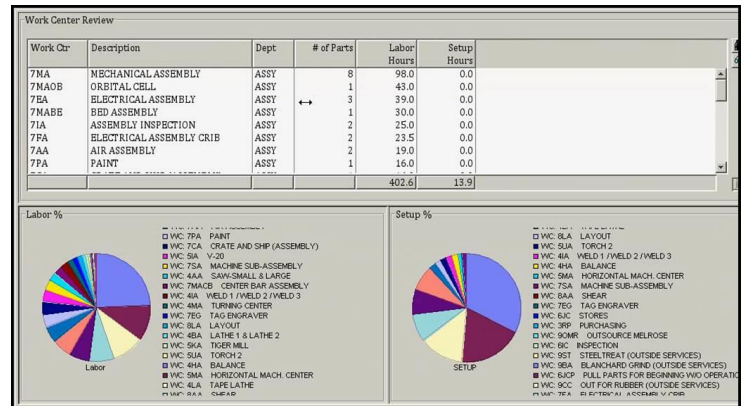 Work Center Review
Work Ctr Description Dept # of Parts Labor Hours Setup Hours
7MA MECHANICAL ASSEMBLY ASSY 8 98.0 0.0
7MAOB ORBITAL CELL ASSY 1 43.0 0.0
7EA ELECTRICAL ASSEMBLY ASSY 3 39.0 0.0
7MABE BED ASSEMBLY ASSY 1 30.0 0.0
7IA ASSEMBLY INSPECTION ASSY 2 25.0 0.0
7FA ELECTRICAL ASSEMBLY CRIB ASSY 2 23.5 0.0
7AA AIR ASSEMBLY ASSY 2 19.0 0.0
7PA PAINT ASSY 1 16.0 0.0
402.6 13.9
Labor %
WC: 7PA PAINT
WC: 7CA CRATE AND SHIP (ASSEMBLY)
WC: 5IA V-20
WC: 7SA MACHINE SUB-ASSEMBLY
WC: 4AA SAW-SMALL & LARGE
WC: 7MACB CENTER BAR ASSEMBLY
WC: 4IA WELD 1 / WELD 2 / WELD 3
WC: 4MA TURNING CENTER
WC: 7EG TAG ENGRAVER
WC: 8LA LAYOUT
WC: 4BA LATHE 1 & LATHE 2
WC: 5KA TIGER MILL
WC: 5UA TORCH 2
WC: 4HA BALANCE
WC: 5MA HORIZONTAL MACH. CENTER
WC: 4LA TAPE LATHE
WC: 8AA SHEAR
Labor
Setup %
WC: 8LA LAYOUT
WC: 5UA TORCH 2
WC: 4IA WELD 1 / WELD 2 / WELD 3
WC: 4HA BALANCE
WC: 5MA HORIZONTAL MACH. CENTER
WC: 7SA MACHINE SUB-ASSEMBLY
WC: 8AA SHEAR
WC: 7EG TAG ENGRAVER
WC: 6JC STORES
WC: 3RP PURCHASING
WC: 9OMR OUTSOURCE MELROSE
WC: 6IC INSPECTION
WC: 9ST STEELTREAT (OUTSIDE SERVICES)
WC: 9BA BLANCHARD GRIND (OUTSIDE SERVICES)
WC: 6JCP PULL PARTS FOR BEGINNING W/O OPERATIO
WC: 9CC OUT FOR RUBBER (OUTSIDE SERVICES)
WC: 7FA ELECTRICAL ASSEMBLY CRIB
SETUP